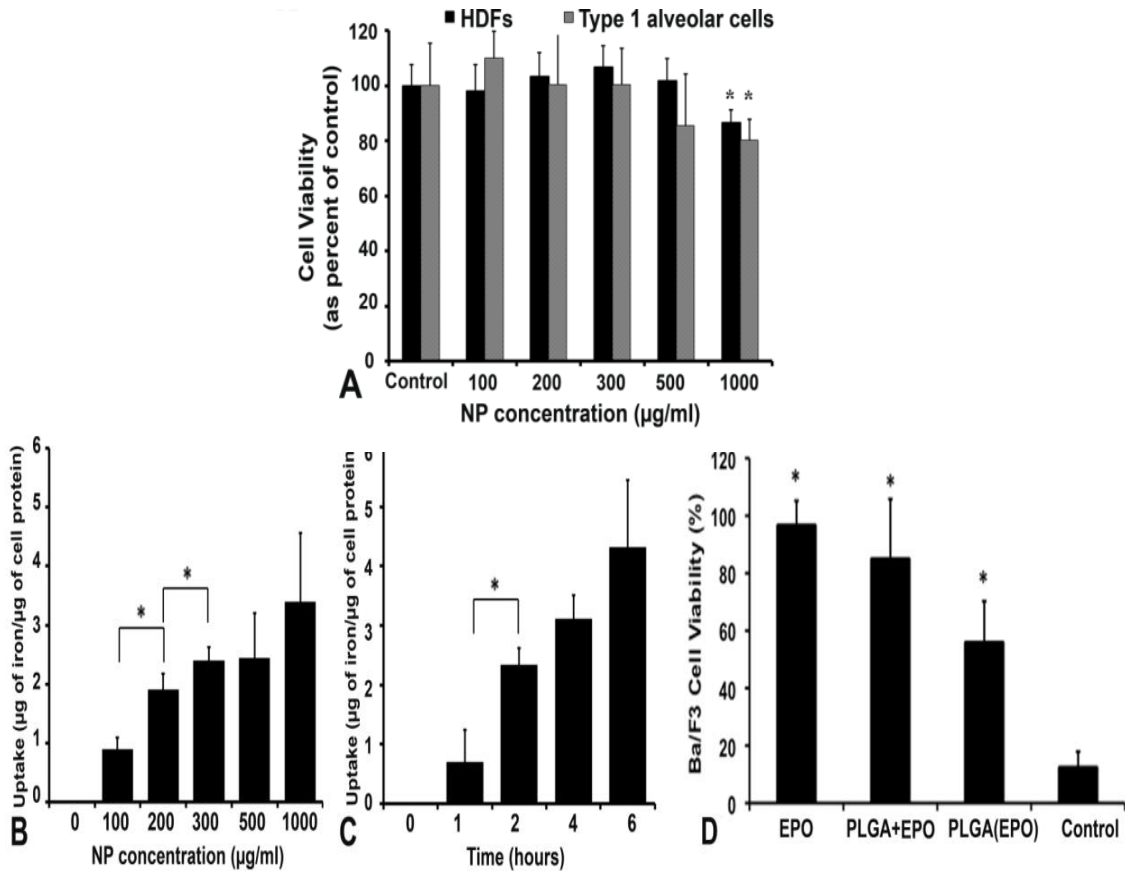 HDFs Type 1 alveolar cells
Cell Viability
(as percent of control)
120
100
80
60
40
20
0
* *
Control 100 200 300 500 1000
NP concentration (µg/ml)
A
Uptake (µg of iron/µg of cell protein)
6
5
4
3
2
1
0
*
*
0 100 200 300 500 1000
NP concentration (µg/ml)
B
Uptake (µg of iron/µg of cell protein)
6
5
4
3
2
1
0
*
0 1 2 4 6
Time (hours)
C
Ba/F3 Cell Viability (%)
120
100
80
60
40
20
0
*
*
*
EPO PLGA+EPO PLGA(EPO) Control
D